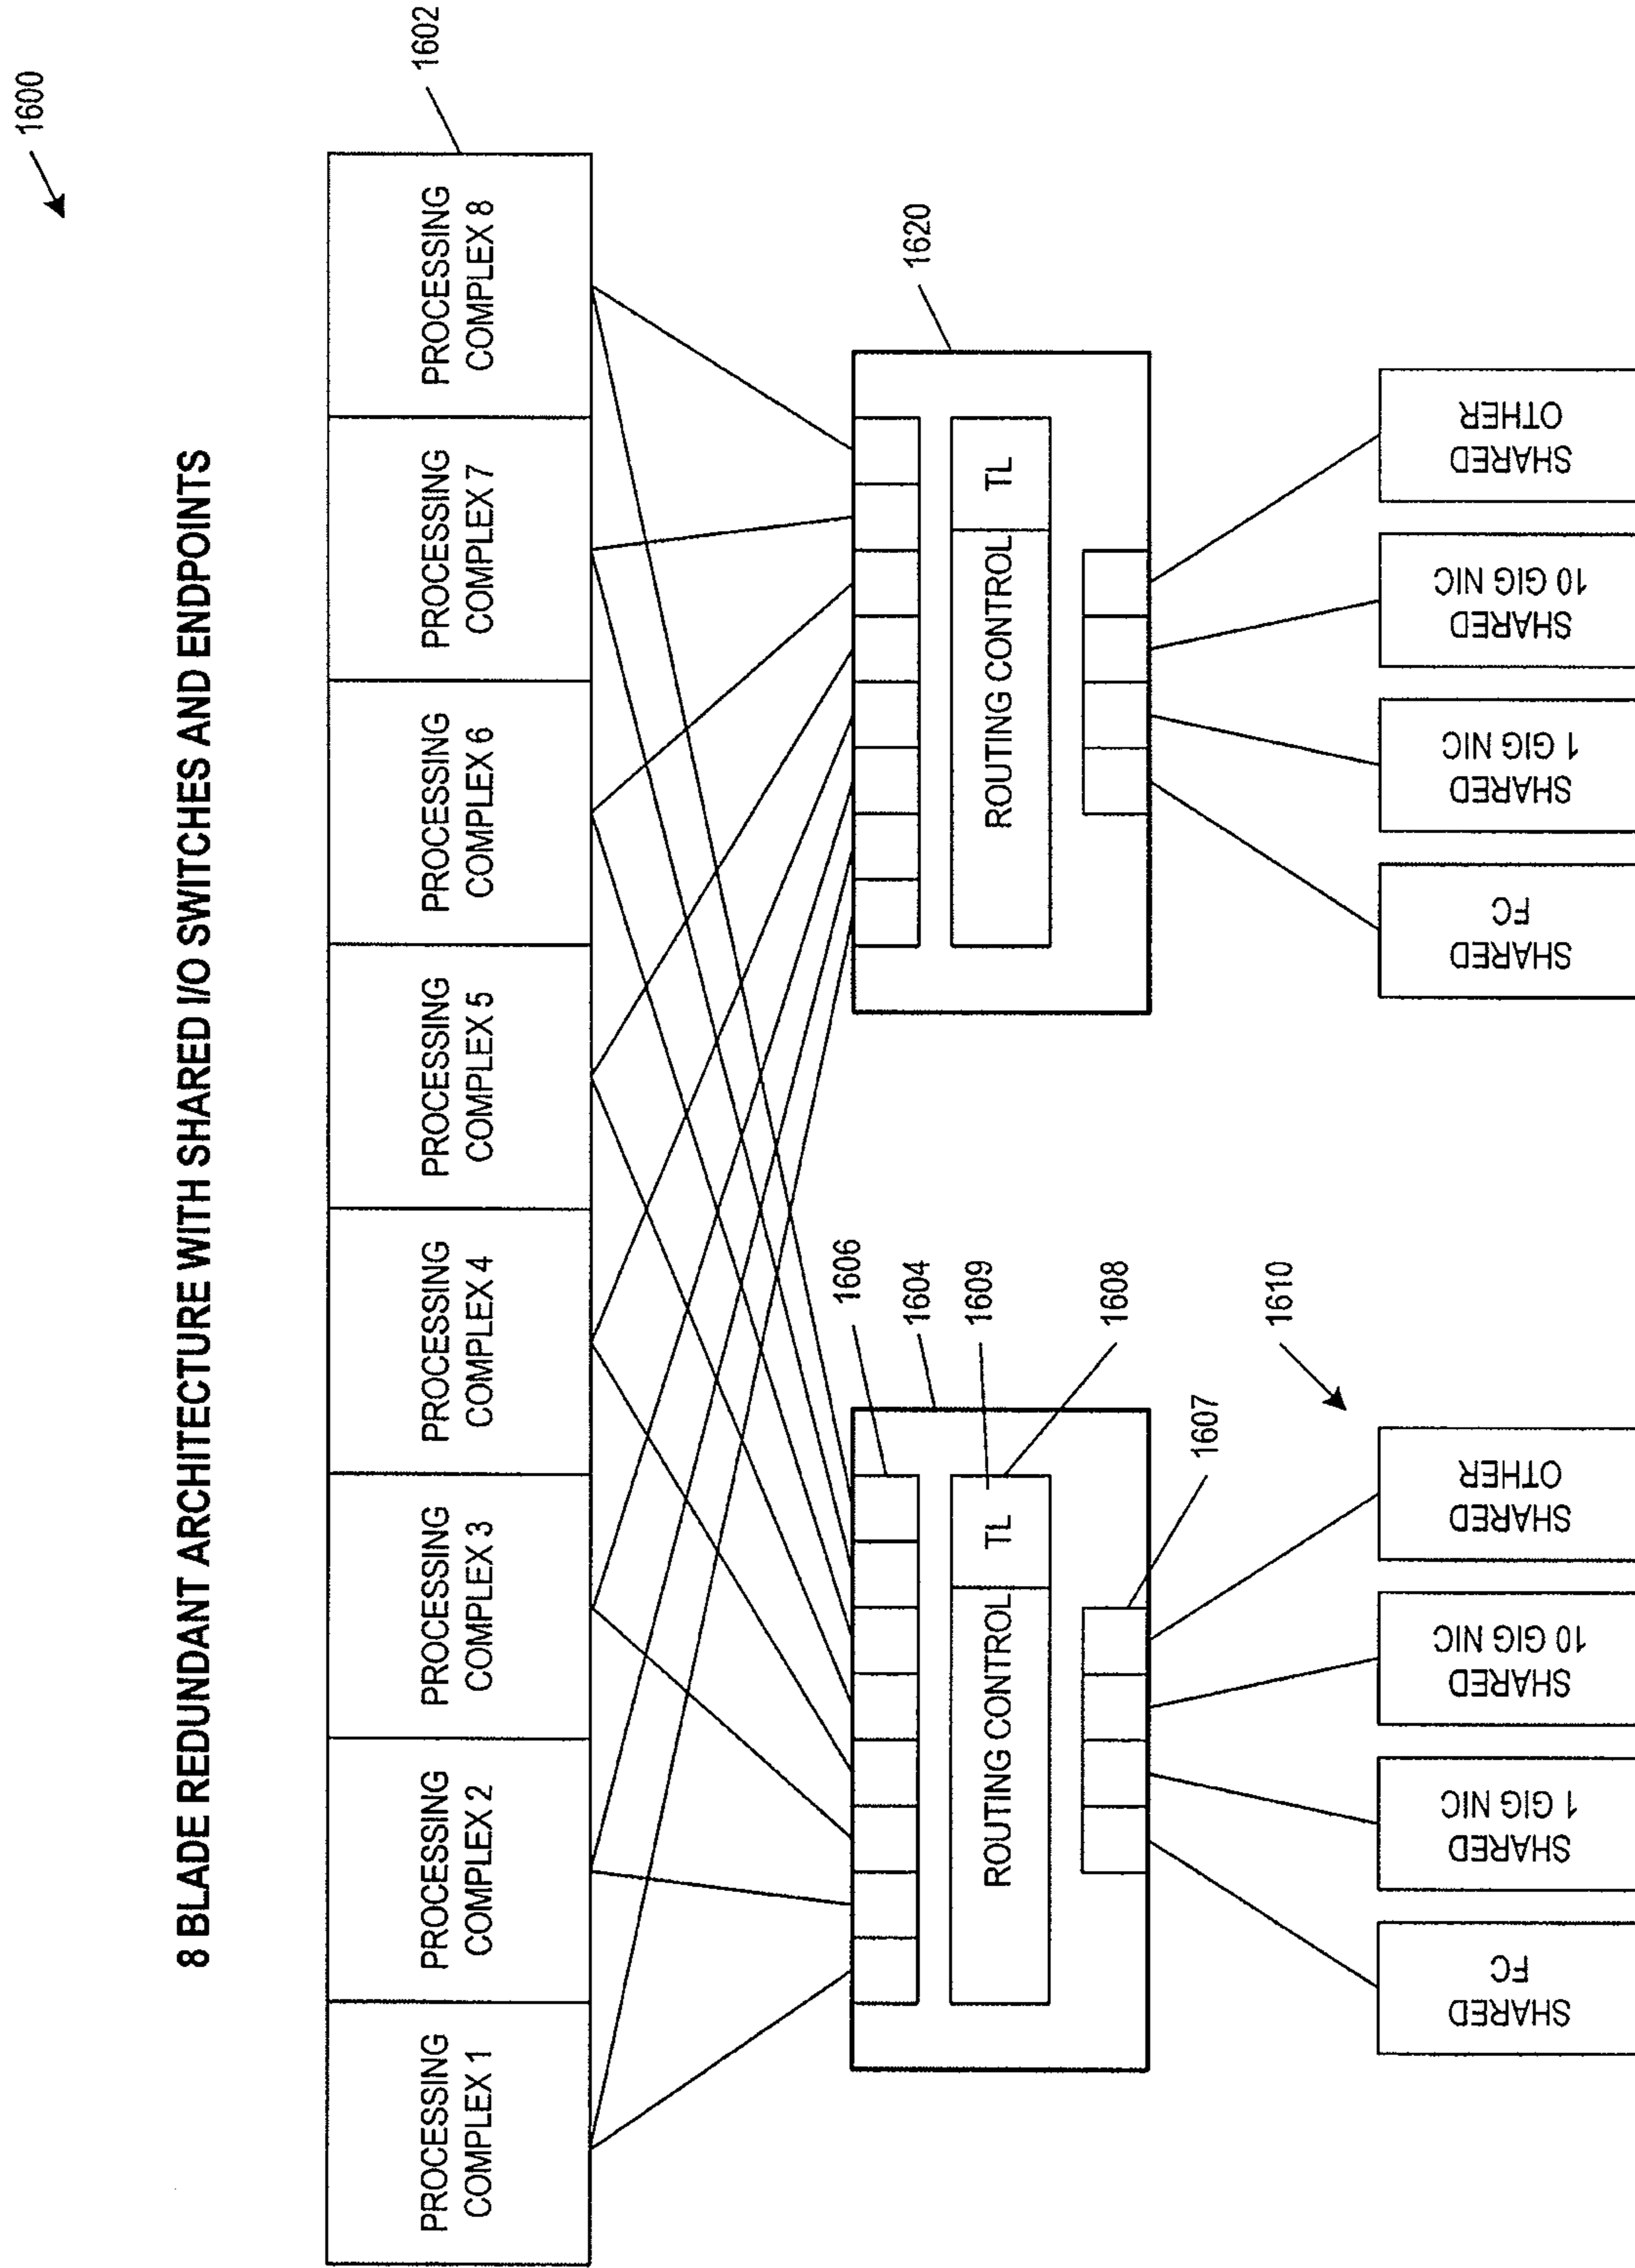 1600
8 BLADE REDUNDANT ARCHITECTURE WITH SHARED I/O SWITCHES AND ENDPOINTS
1602
PROCESSING
COMPLEX 1
PROCESSING
COMPLEX 2
PROCESSING
COMPLEX 3
PROCESSING
COMPLEX 4
PROCESSING
COMPLEX 5
PROCESSING
COMPLEX 6
PROCESSING
COMPLEX 7
PROCESSING
COMPLEX 8
1606
1604
1609
1608
1607
1610
1620
ROUTING CONTROL
TL
ROUTING CONTROL
TL
SHARED
FC
SHARED
1 GIG NIC
SHARED
10 GIG NIC
SHARED
OTHER
SHARED
FC
SHARED
1 GIG NIC
SHARED
10 GIG NIC
SHARED
OTHER